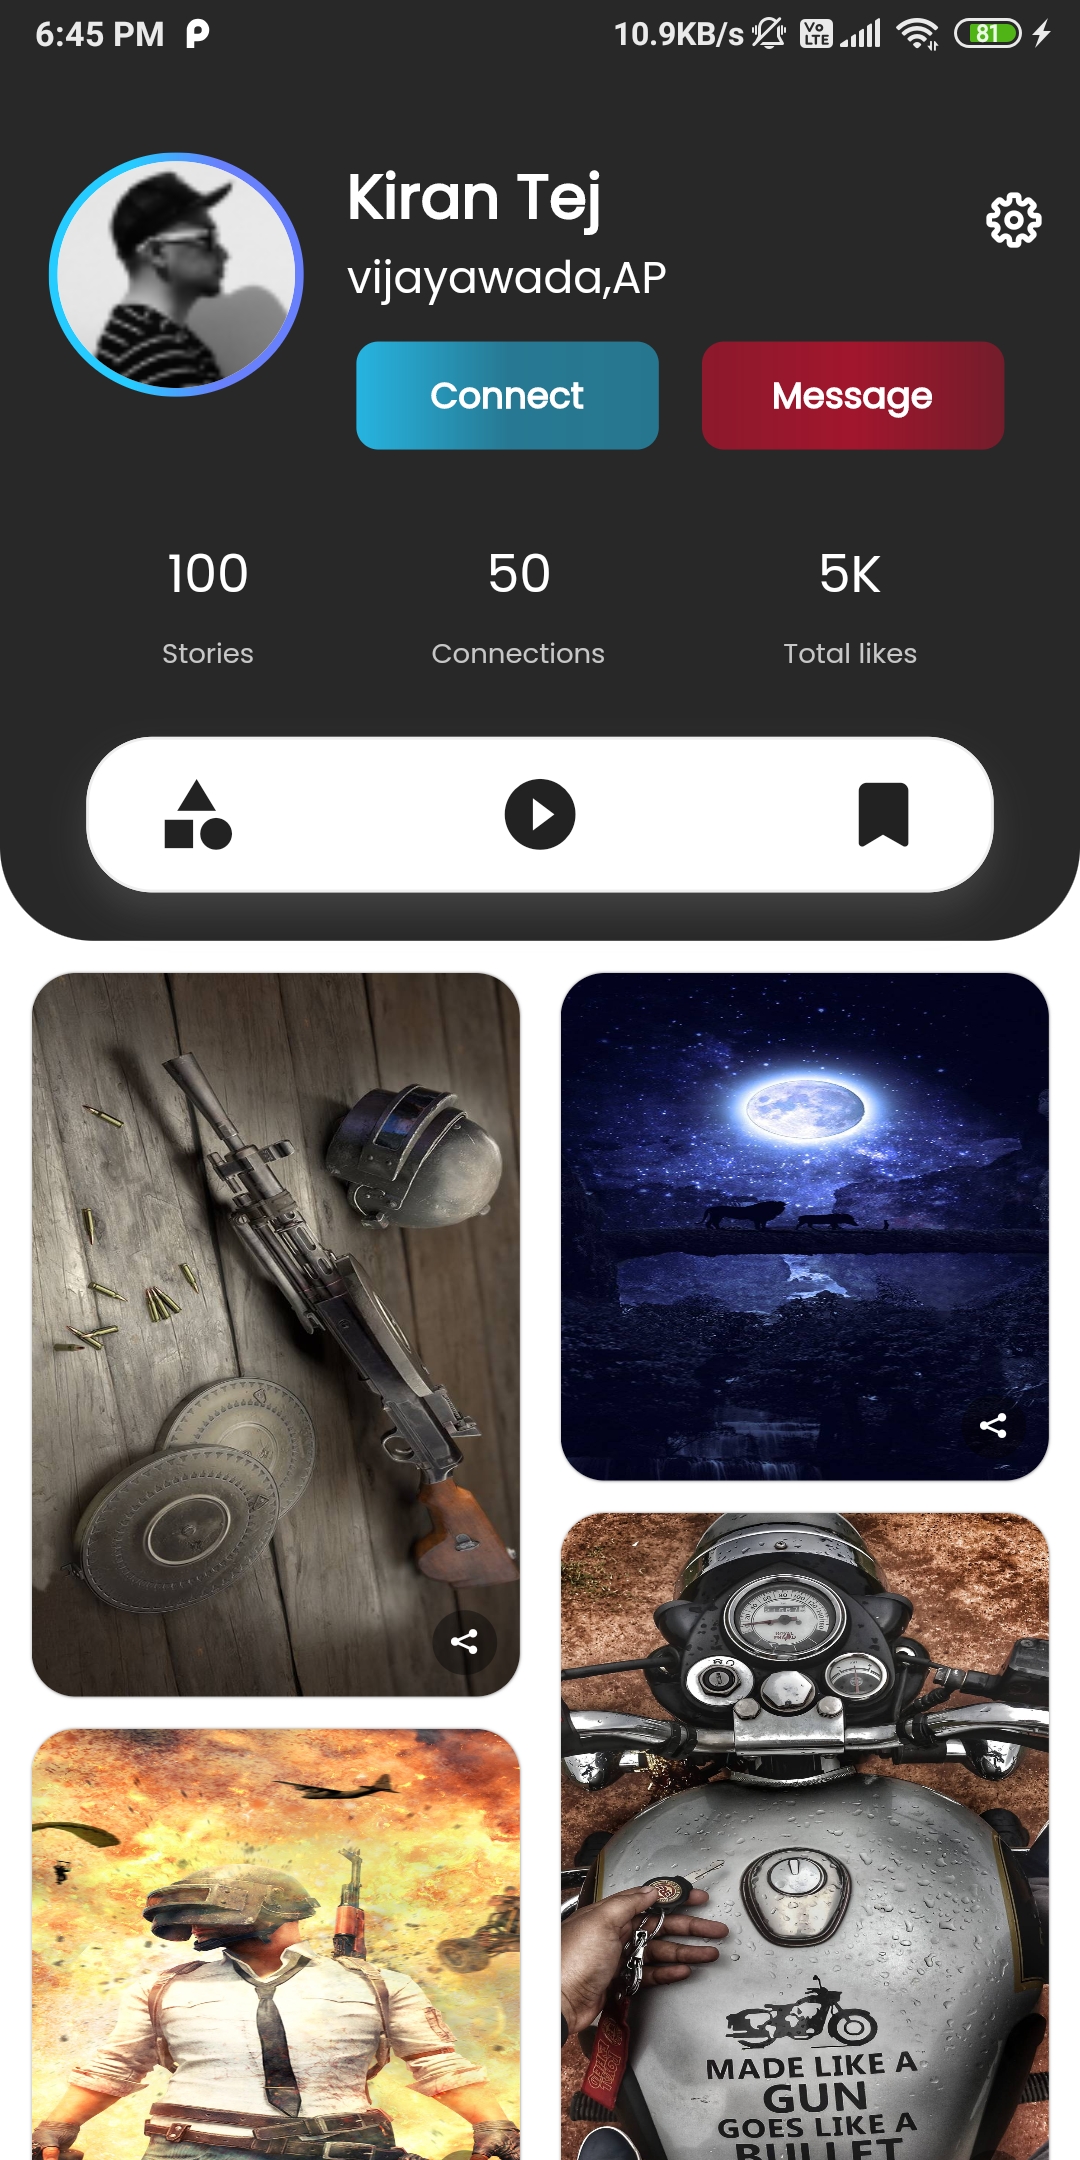 6:45 PM
10.9KB/s
Vo
LTE
81
Kiran Tej
vijayawada,AP
Connect
Message
100
50
5K
Stories
Connections
Total likes
MADE LIKE A
GUN
GOES LIKE A
BULLET